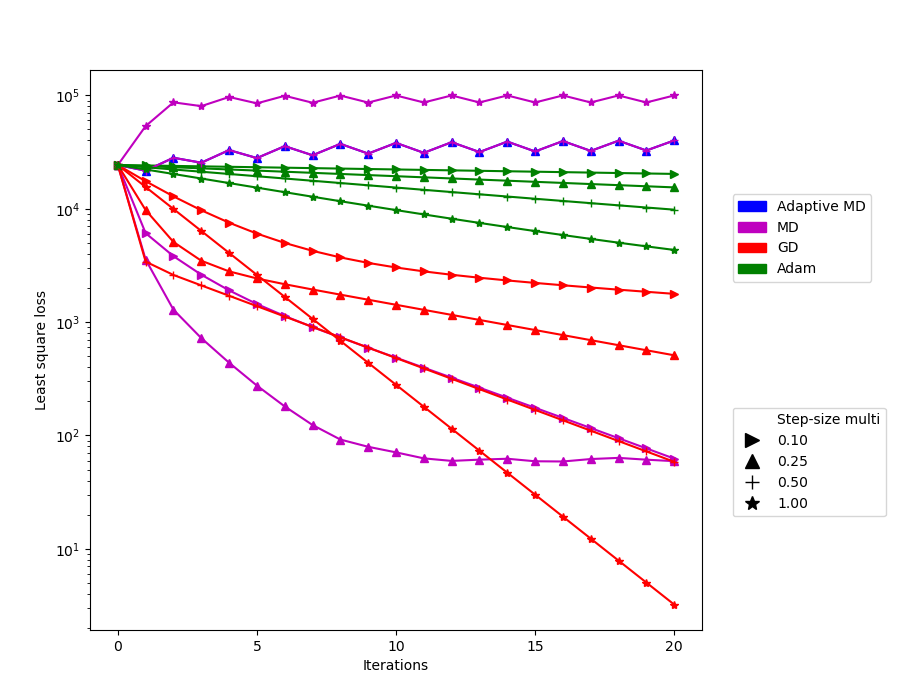 10^5
10^4
10^3
10^2
10^1
Least square loss
0 5 10 15 20
Iterations
Adaptive MD
MD
GD
Adam
Step-size multi
0.10
0.25
0.50
1.00